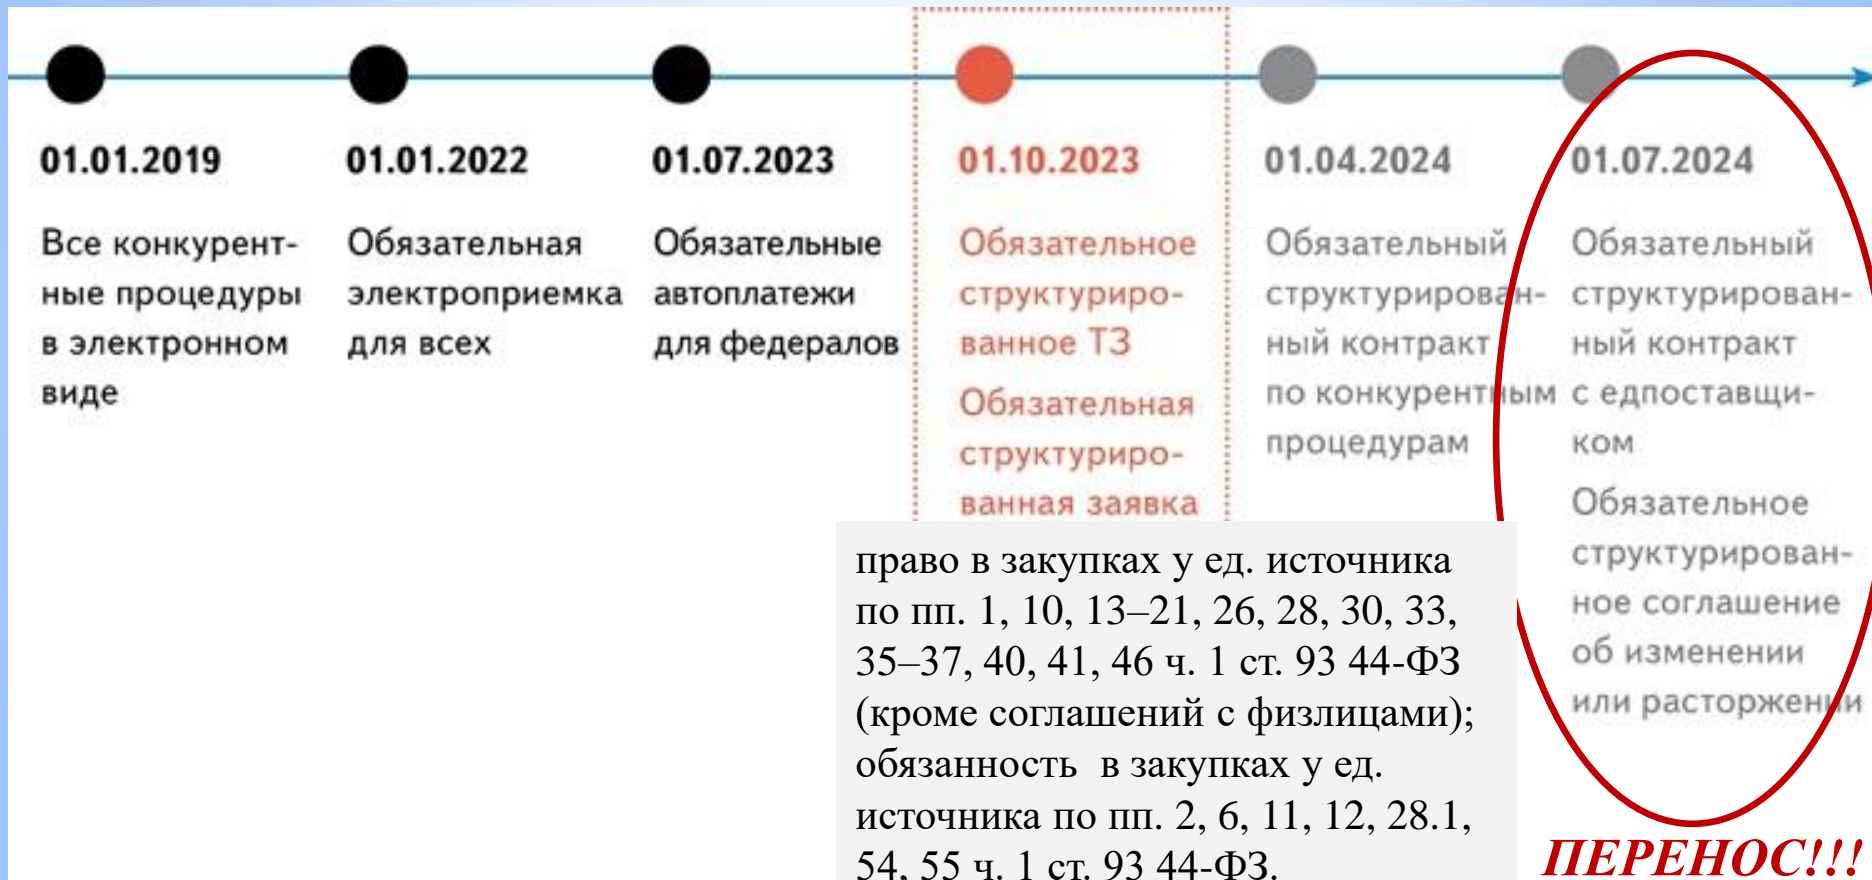 01.01.2019
Все конкурент-
ные процедуры
в электронном
виде
01.01.2022
Обязательная
электроприемка
для всех
01.07.2023
Обязательные
автоплатежи
для федералов
01.10.2023
Обязательное
структуриро-
ванное ТЗ
Обязательная
структуриро-
ванная заявка
01.04.2024
Обязательный
структурирован-
ный контракт
по конкурентным
процедурам
01.07.2024
Обязательный
структурирован-
ный контракт
с едпоставщи-
ком
Обязательное
структурирован-
ное соглашение
об изменении
или расторжении
право в закупках у ед. источника
по пп. 1, 10, 13–21, 26, 28, 30, 33,
35–37, 40, 41, 46 ч. 1 ст. 93 44-ФЗ
(кроме соглашений с физлицами);
обязанность в закупках у ед.
источника по пп. 2, 6, 11, 12, 28.1,
54, 55 ч. 1 ст. 93 44-ФЗ.
ПЕРЕНОС!!!